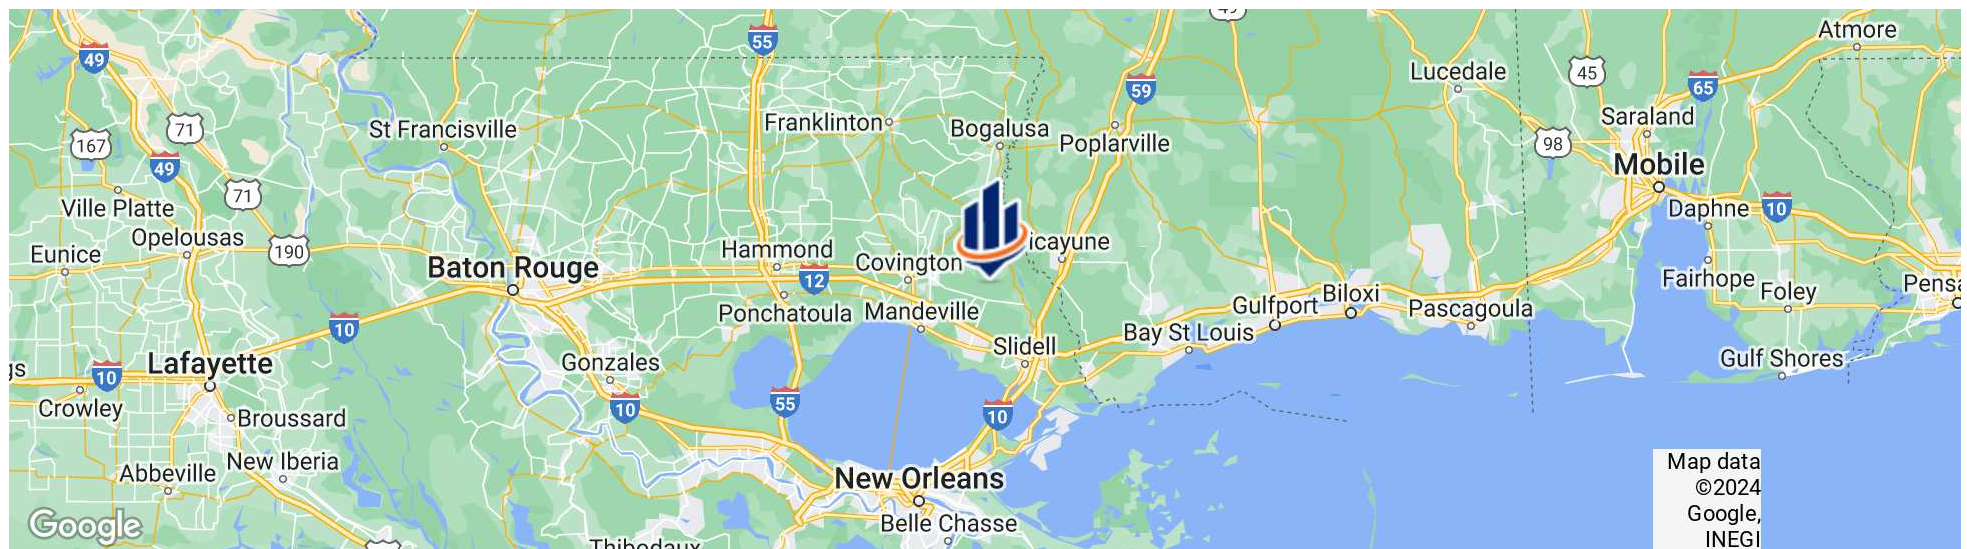 49
Atmore
55
49
Lucedale
45
59
65
Saraland
St Francisville
Franklinton
Bogalusa
71
167
Poplarville
98
Mobile
49
71
Ville Platte
Daphne
10
Opelousas
190
Eunice
Hammond
icayune
Baton Rouge
Covington
12
Fairhope
Foley
Pensa
Gulfport
Biloxi
Pascagoula
Ponchatoula
Mandeville
10
Bay St Louis
Slidell
Gulf Shores
Lafayette
Gonzales
gs
10
Crowley
55
10
10
Broussard
Abbeville
New Iberia
New Orleans
Belle Chasse
Thibodaux
Google
Map data
©2024
Google,
INEGI